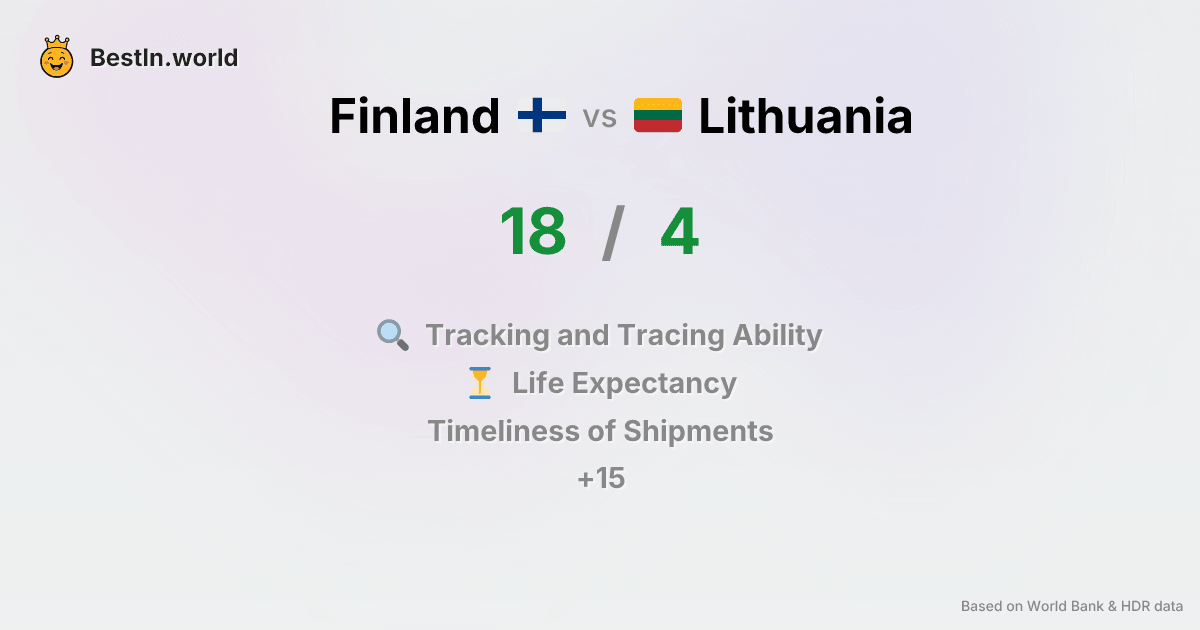 BestIn.world
Finland vs Lithuania
18 / 4
Tracking and Tracing Ability
Life Expectancy
Timeliness of Shipments
+15
Based on World Bank & HDR data